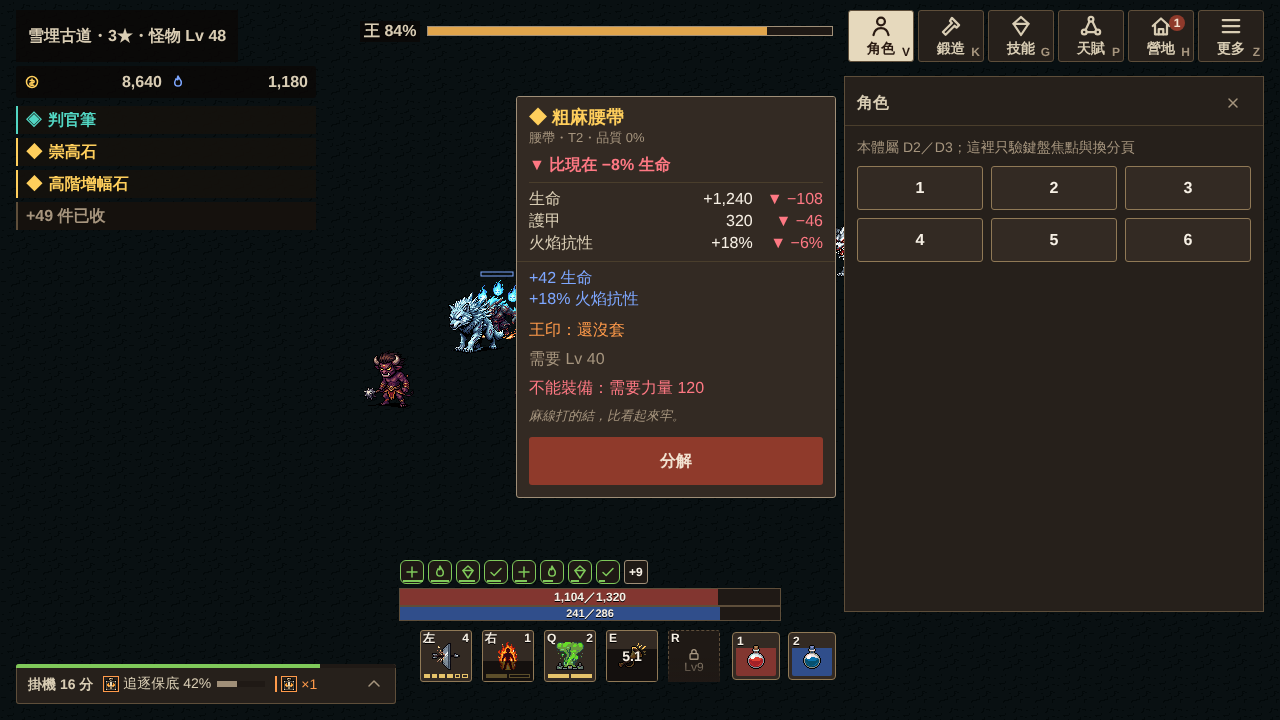 雪埋古道・3★・怪物 Lv 48
8,640 1,180
判官筆
崇高石
高階增幅石
+49 件已收
王 84%
角色 V
鍛造 K
技能 G
天賦 P
營地 H 1
更多 Z
粗麻腰帶
腰帶・T2・品質 0%
▼ 比現在 −8% 生命
生命 +1,240 ▼ −108
護甲 320 ▼ −46
火焰抗性 +18% ▼ −6%
+42 生命
+18% 火焰抗性
王印：還沒套
需要 Lv 40
不能裝備：需要力量 120
麻線打的結，比看起來牢。
分解
角色 ×
本體屬 D2／D3；這裡只驗鍵盤焦點與換分頁
1 2 3
4 5 6
+9
1,104／1,320
241／286
左 4
右 1
Q 2
E 5.1
R Lv9
1
2
掛機 16 分 追逐保底 42% ×1